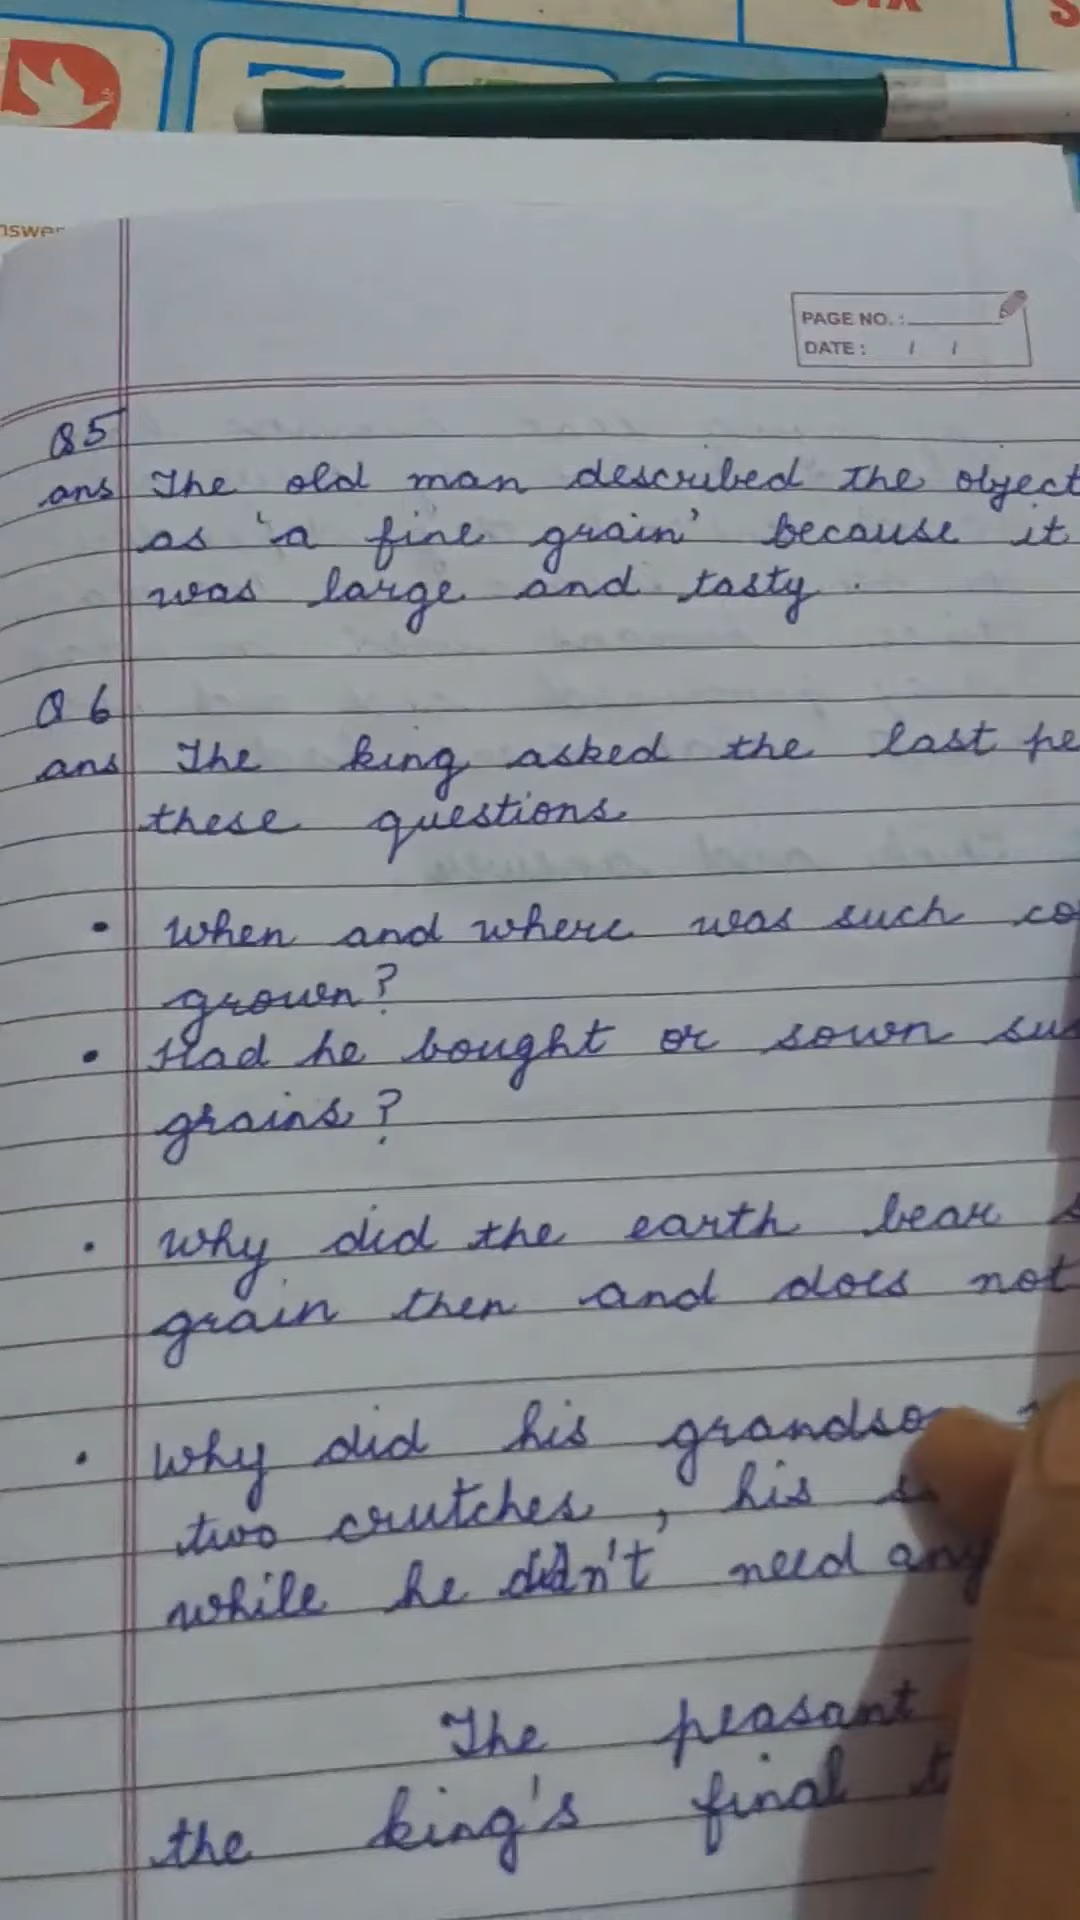 PAGE NO. :
DATE : / /
Q5
ans The old man described the object
as 'a fine grain' because it
was large and tasty.
Q6
ans The king asked the last
these questions
• when and where was such
grown?
• Had he bought or sown
grains?
• why did the earth bear
grain then and does not
• why did his
two crutches, his
while he didn't need
The peasant
the king's final